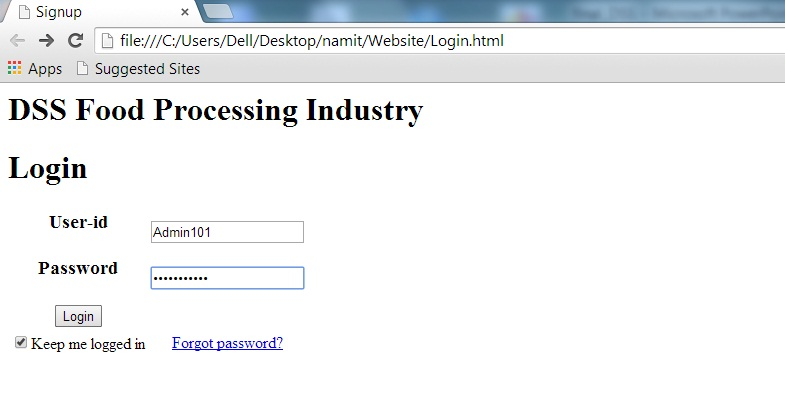 Signup
file:///C:/Users/Dell/Desktop/namit/Website/Login.html
Apps Suggested Sites
DSS Food Processing Industry
Login
User-id Admin101
Password •••••••••••
Login
Keep me logged in Forgot password?